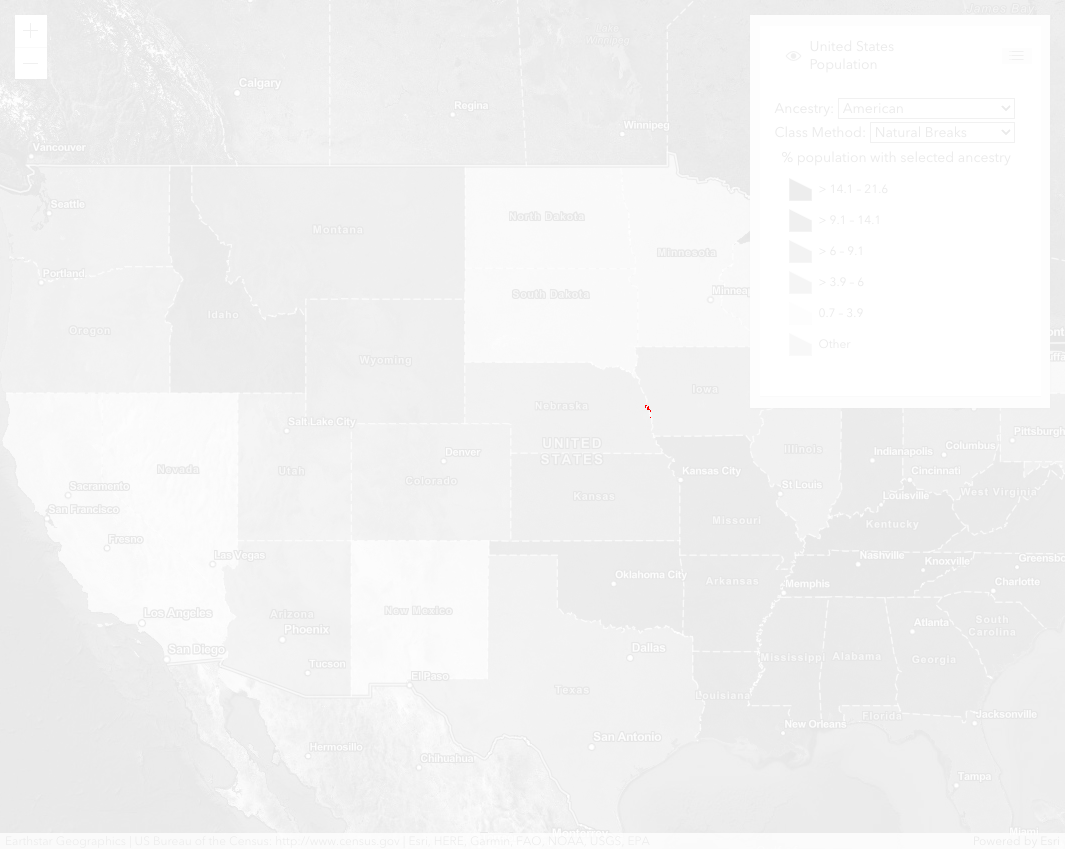 +
−
United States
Population
Ancestry: American
Class Method: Natural Breaks
% population with selected ancestry
> 14.1 - 21.6
> 9.1 - 14.1
> 6 - 9.1
> 3.9 - 6
0.7 - 3.9
Other
Calgary
Regina
Winnipeg
Vancouver
Seattle
North Dakota
Montana
Minnesota
Portland
Minneap
South Dakota
Idaho
Oregon
Wyoming
Iowa
Nebraska
Salt Lake City
UNITED
STATES
Denver
Pittsburgh
Columbus
Illinois
Indianapolis
Nevada
Utah
Kansas City
Cincinnati
Colorado
Sacramento
St Louis
West Virginia
Louisville
Kansas
San Francisco
Missouri
Kentucky
Fresno
Las Vegas
Nashville
Knoxville
Greensbo
Oklahoma City
Arkansas
Memphis
Charlotte
New Mexico
Los Angeles
Arizona
Phoenix
Atlanta
South
Carolina
Dallas
San Diego
Mississippi
Alabama
Georgia
Tucson
El Paso
Texas
Louisiana
Florida
Jacksonville
New Orleans
San Antonio
Hermosillo
Chihuahua
Tampa
Miami
Monterrey
Earthstar Geographics | US Bureau of the Census: http://www.census.gov | Esri, HERE, Garmin, FAO, NOAA, USGS, EPA
Powered by Esri